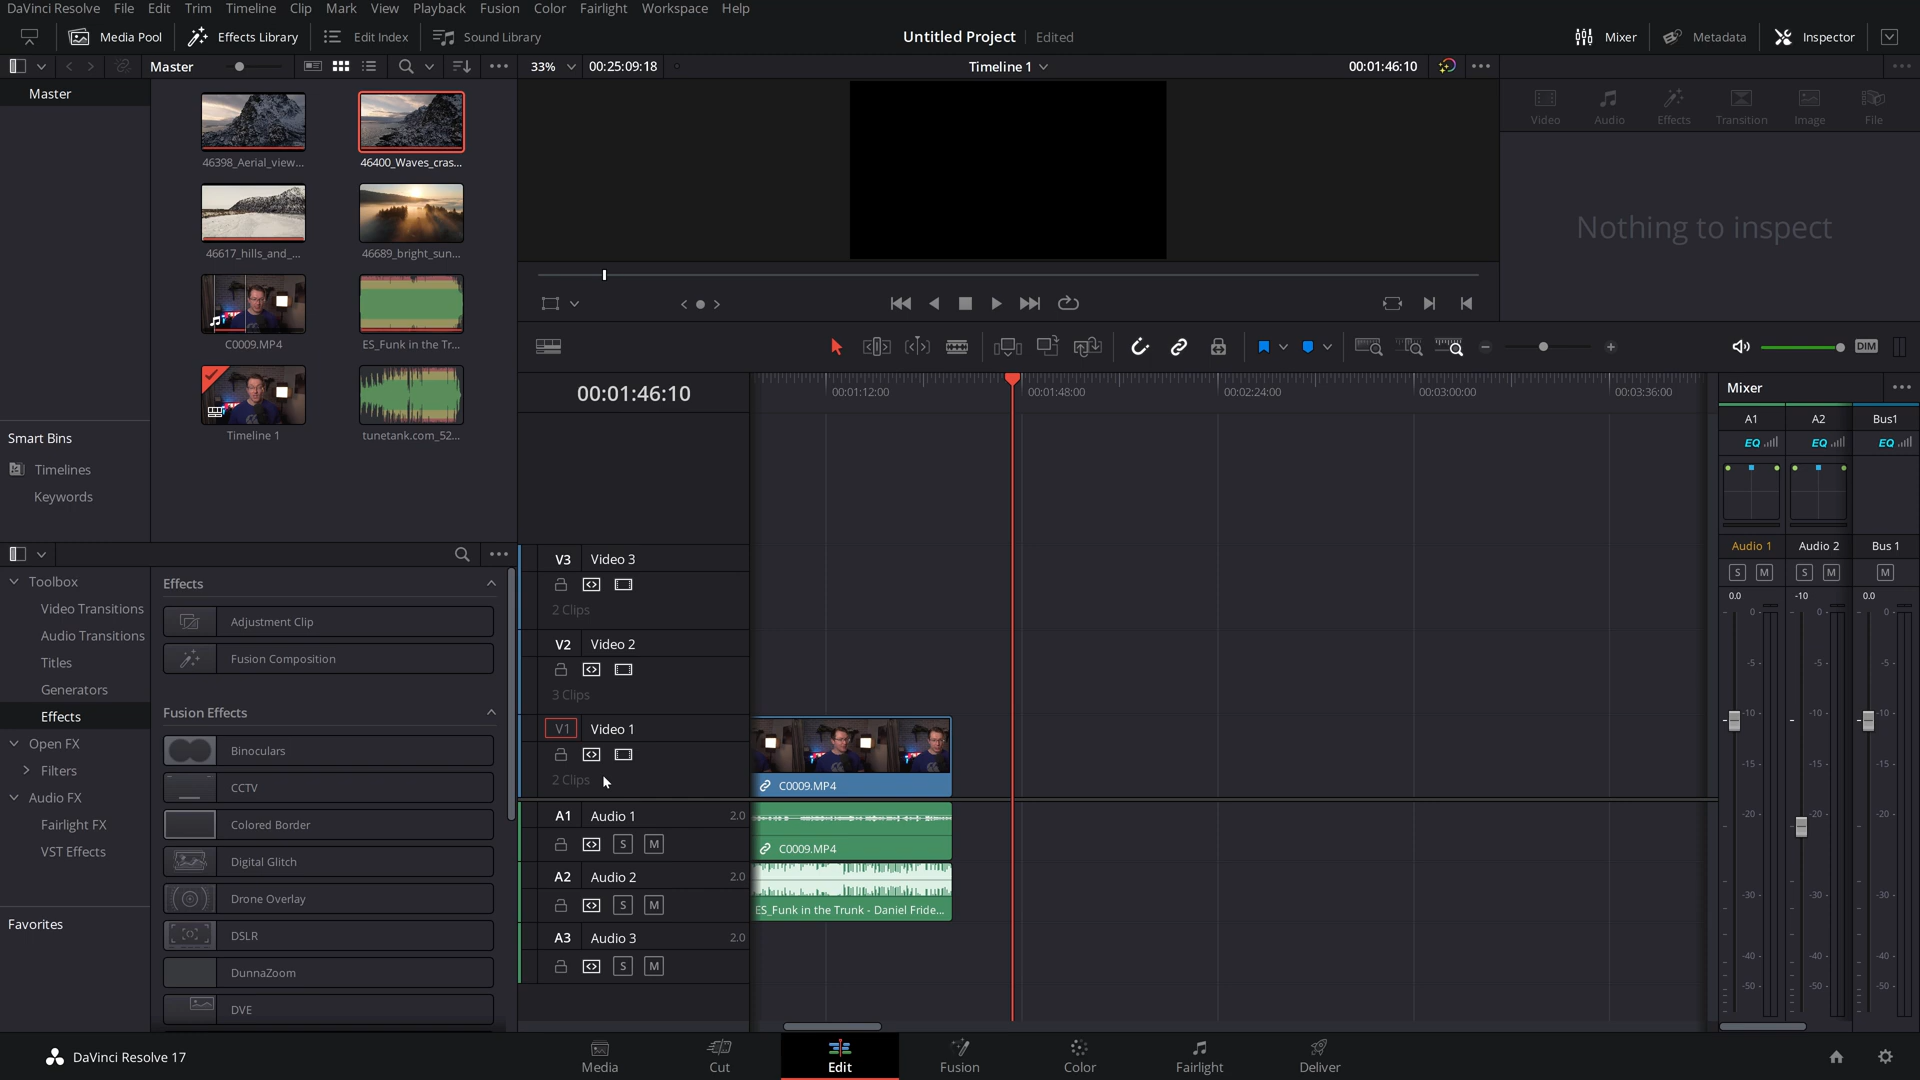 DaVinci Resolve File Edit Trim Timeline Clip Mark View Playback Fusion Color Fairlight Workspace Help
Media Pool Effects Library Edit Index Sound Library Untitled Project Edited Mixer Metadata Inspector
Master 33% 00:25:09:18 Timeline 1 00:01:46:10
Master
46398_Aerial_view... 46400_Waves_cras...
46617_hills_and_... 46689_bright_sun...
C0009.MP4 ES_Funk in the Tr...
Timeline 1 tunetank.com_52...
Smart Bins
Timelines
Keywords
Video Audio Effects Transition Image File
Nothing to inspect
DIM
00:01:46:10
00:01:12:00 00:01:48:00 00:02:24:00 00:03:00:00 00:03:36:00
V3 Video 3
2 Clips
V2 Video 2
3 Clips
V1 Video 1
2 Clips
C0009.MP4
A1 Audio 1 2.0
S M
C0009.MP4
A2 Audio 2 2.0
S M
ES_Funk in the Trunk - Daniel Fride...
A3 Audio 3 2.0
S M
Mixer
A1 A2 Bus1
EQ EQ EQ
Audio 1 Audio 2 Bus 1
S M S M M
0.0 -10 0.0
0- 0- 0-
-5- -5- -5-
-10- -10- -10-
-15- -15- -15-
-20- -20- -20-
-30- -30- -30-
-40- -40- -40-
-50- -50- -50-
Toolbox
Video Transitions
Audio Transitions
Titles
Generators
Effects
Open FX
Filters
Audio FX
Fairlight FX
VST Effects
Favorites
Effects
Adjustment Clip
Fusion Composition
Fusion Effects
Binoculars
CCTV
Colored Border
Digital Glitch
Drone Overlay
DSLR
DunnaZoom
DVE
DaVinci Resolve 17
Media Cut Edit Fusion Color Fairlight Deliver